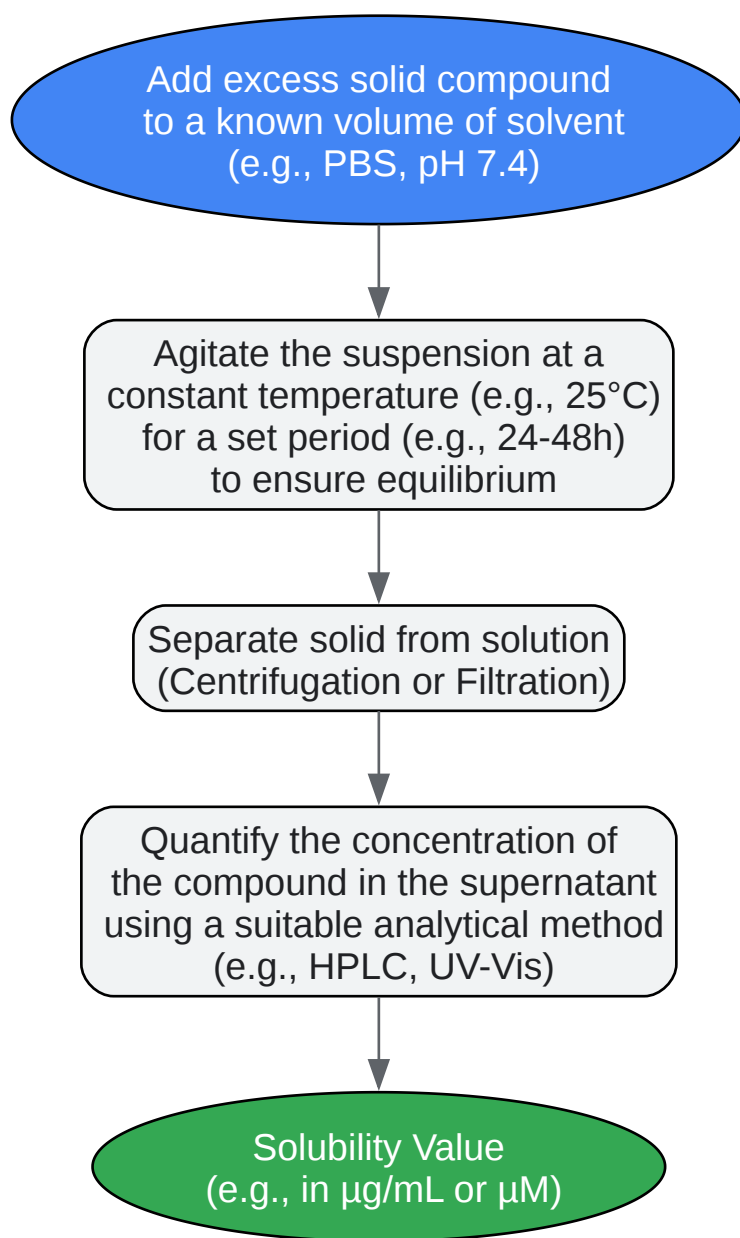 Add excess solid compound
to a known volume of solvent
(e.g., PBS, pH 7.4)
Agitate the suspension at a
constant temperature (e.g., 25°C)
for a set period (e.g., 24-48h)
to ensure equilibrium
Separate solid from solution
(Centrifugation or Filtration)
Quantify the concentration of
the compound in the supernatant
using a suitable analytical method
(e.g., HPLC, UV-Vis)
Solubility Value
(e.g., in µg/mL or µM)